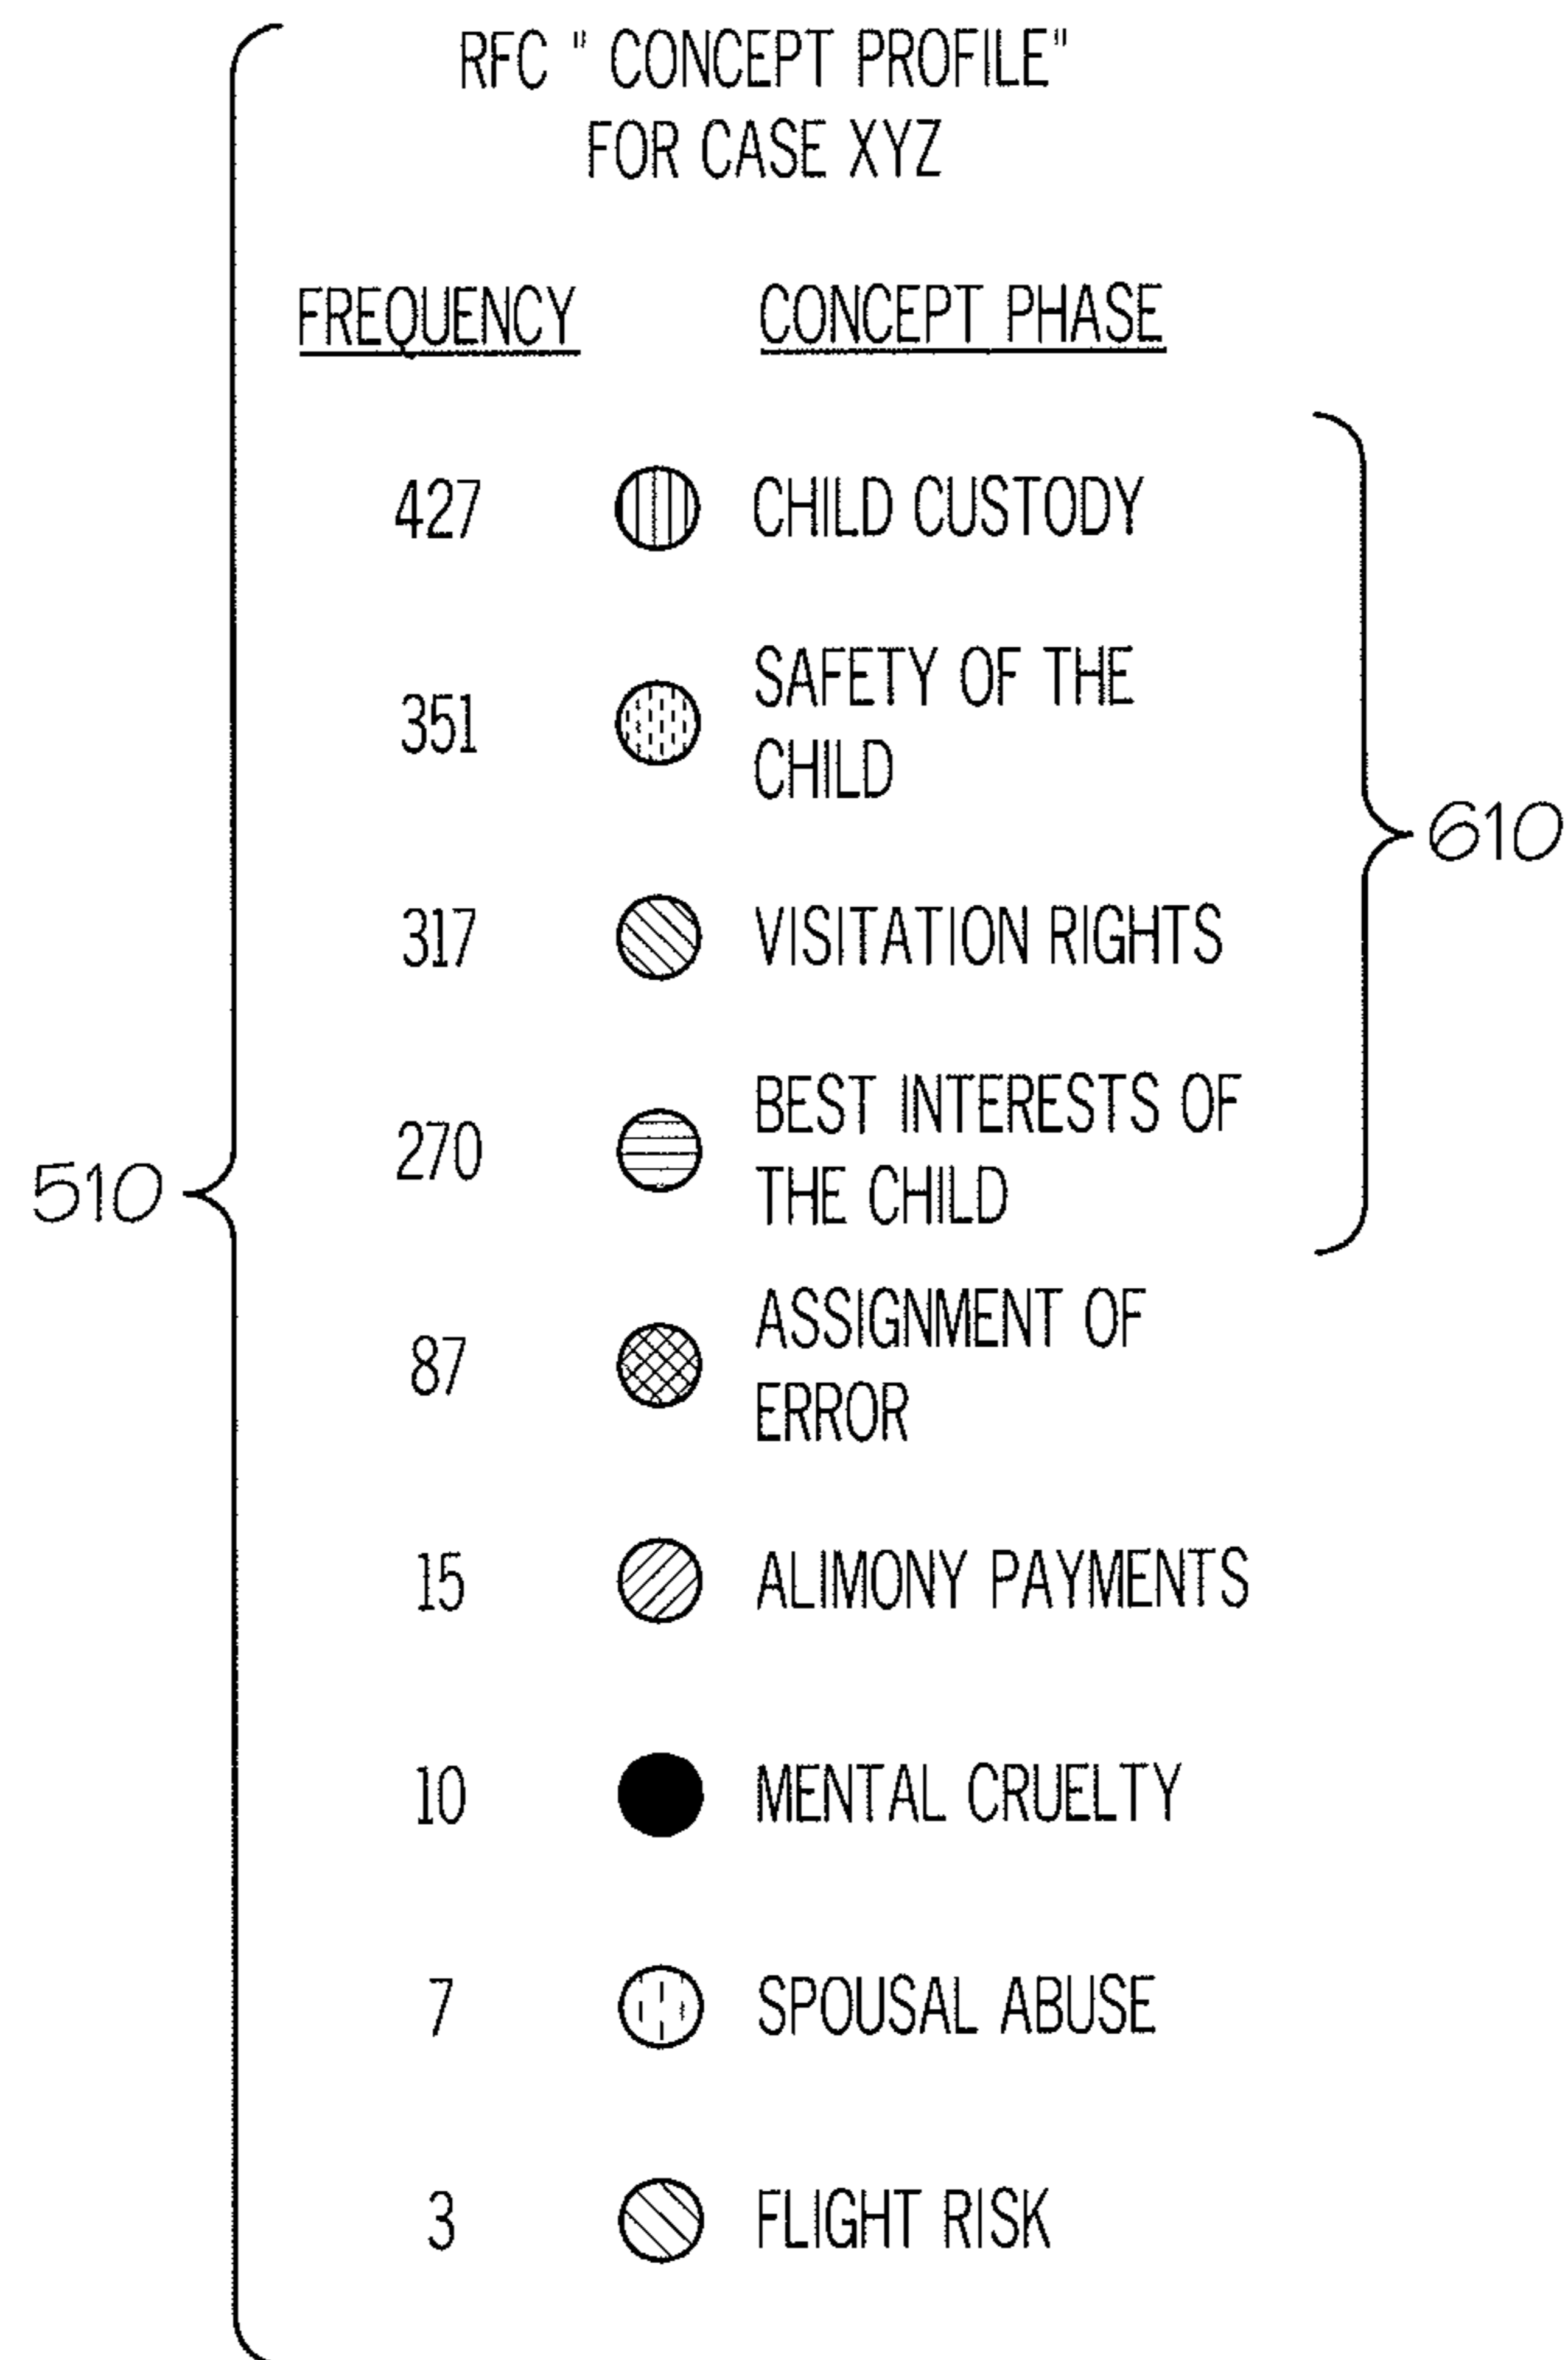 RFC " CONCEPT PROFILE"
FOR CASE XYZ
FREQUENCY CONCEPT PHASE
427 CHILD CUSTODY
351 SAFETY OF THE
CHILD
317 VISITATION RIGHTS
610
270 BEST INTERESTS OF
THE CHILD
510
87 ASSIGNMENT OF
ERROR
15 ALIMONY PAYMENTS
10 MENTAL CRUELTY
7 SPOUSAL ABUSE
3 FLIGHT RISK